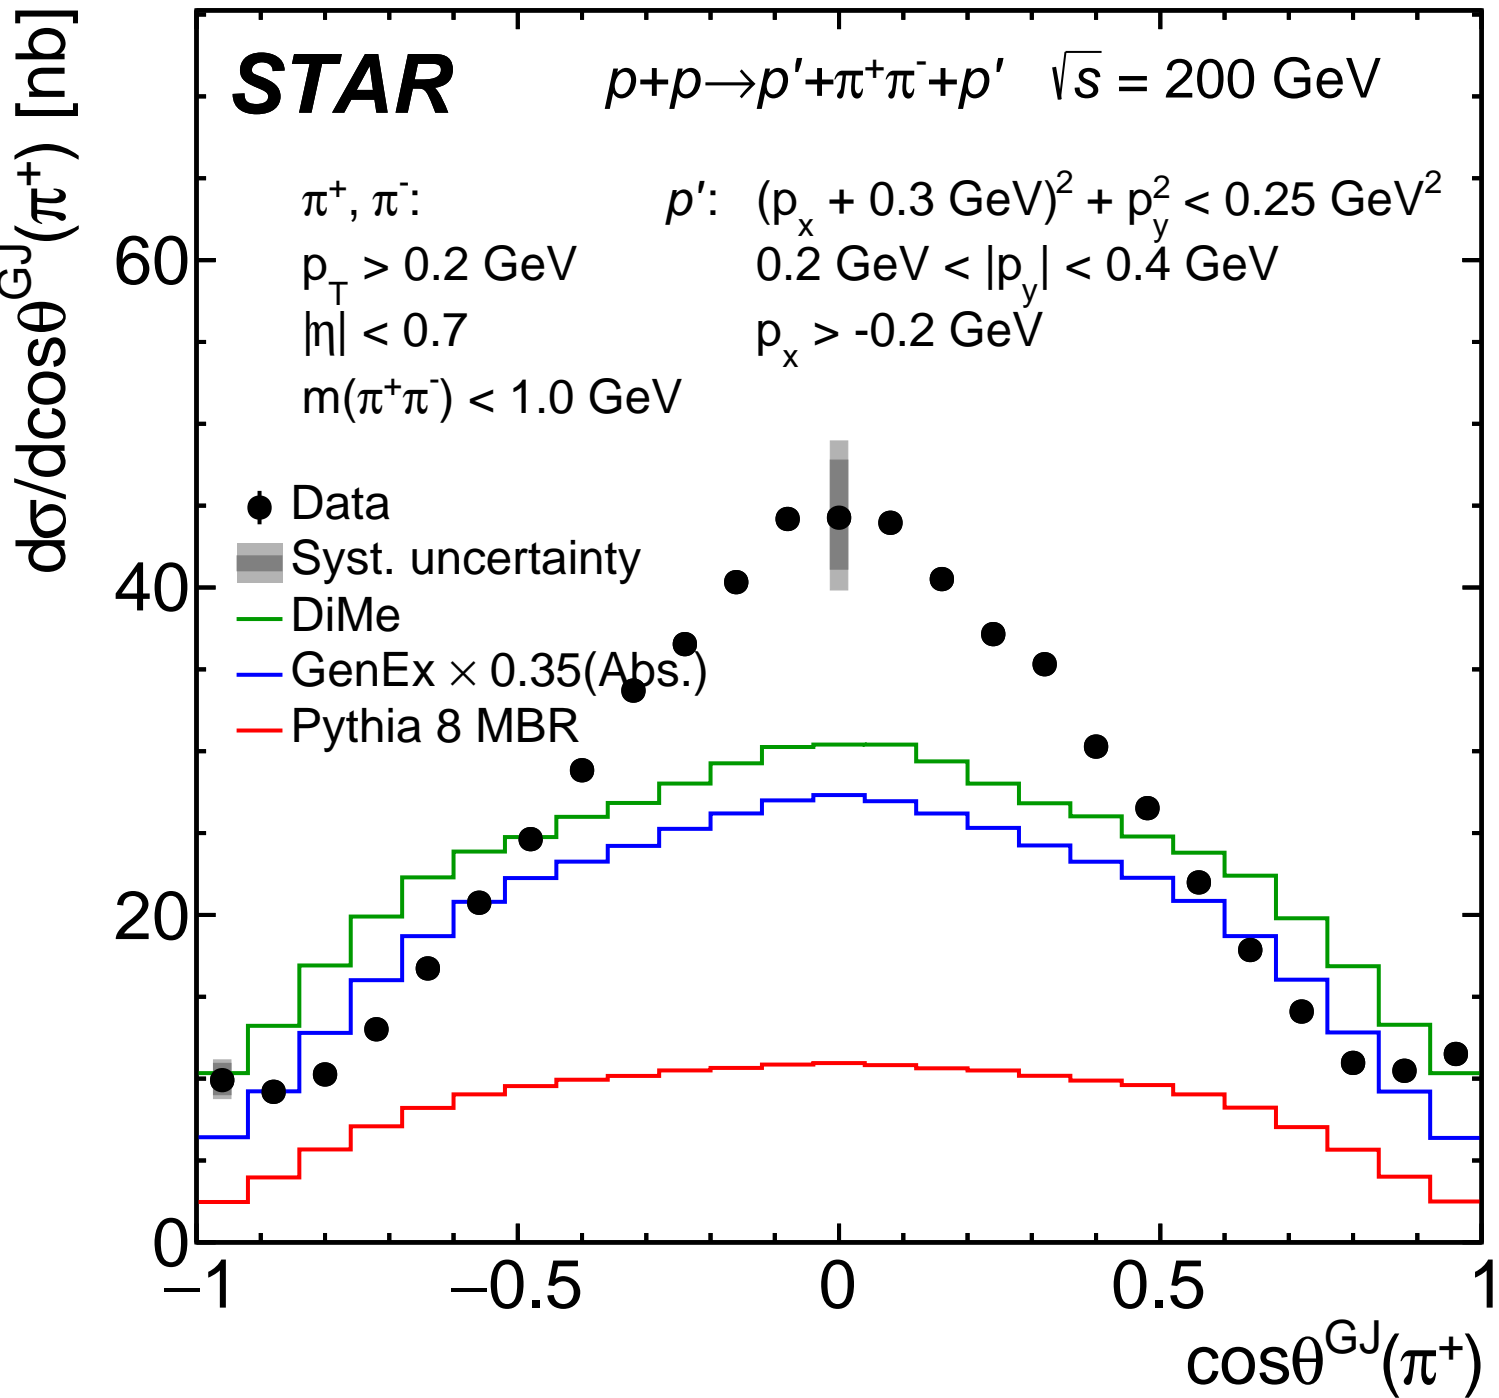 dσ/dcosθ^GJ(π⁺) [nb]
STAR p+p→p′+π⁺π⁻+p′ √s = 200 GeV
π⁺, π⁻: p′: (p_x + 0.3 GeV)² + p_y² < 0.25 GeV²
p_T > 0.2 GeV 0.2 GeV < |p_y| < 0.4 GeV
|η| < 0.7 p_x > -0.2 GeV
m(π⁺π⁻) < 1.0 GeV
Data
Syst. uncertainty
DiMe
GenEx × 0.35(Abs.)
Pythia 8 MBR
60
40
20
0
−1 −0.5 0 0.5 1
cosθ^GJ(π⁺)